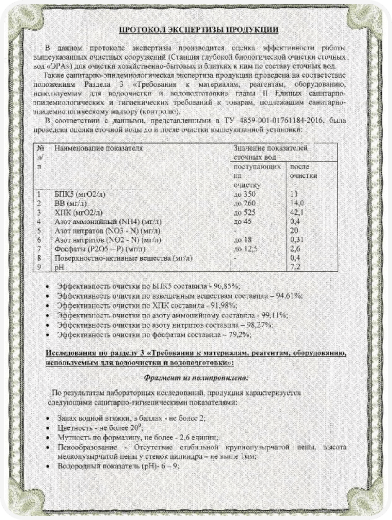 ПРОТОКОЛ ЭКСПЕРТИЗЫ ПРОДУКЦИИ
В данном протоколе экспертизы производится оценка эффективности работы
вышеуказанных очистных сооружений (Станция глубокой биологической очистки сточных
вод «ЭРА») для очистки хозяйственно-бытовых и близких к ним по составу сточных вод.
Также санитарно-эпидемиологическая экспертиза продукции проведена на соответствие
положениям Раздела 3 «Требования к материалам, реагентам, оборудованию,
используемым для водоочистки и водоподготовки» главы II Единых санитарно-
эпидемиологических и гигиенических требований к товарам, подлежащим санитарно-
эпидемиологическому надзору (контролю).
В соответствии с данными, представленными в ТУ 4859-001-01761184-2016, была
проведена оценка сточной воды до и после очистки вышеуказанной установки:
№ п/п Наименование показателя Значение показателей сточных вод
поступающих на очистку после очистки
1 БПК5 (мгО2/л) до 350 11
2 ВВ (мг/л) до 260 14,0
3 ХПК (мгО2/л) до 525 42,1
4 Азот аммонийный (NH4) (мг/л) до 45 0,4
5 Азот нитратов (NO3 - N) (мг/л) - 20
6 Азот нитритов (NO2 - N) (мг/л) до 18 0,31
7 Фосфаты (P2O5 – P) (мг/л) до 12,5 2,6
8 Поверхностно-активные вещества (мг/л) - 0,4
9 pH 7,2
• Эффективность очистки по БПК5 составила - 96,85%;
• Эффективность очистки по взвешенным веществам составила – 94,61%;
• Эффективность очистки по ХПК составила - 91,98%;
• Эффективность очистки по азоту аммонийному составила - 99,11%;
• Эффективность очистки по азоту нитритов составила – 98,27%;
• Эффективность очистки по фосфатам составила – 79,2%;
Исследования по разделу 3 «Требования к материалам, реагентам, оборудованию,
используемым для водоочистки и водоподготовки»:
Фрагмент из полипропилена:
По результатам лабораторных исследований, продукция характеризуется
следующими санитарно-гигиеническими показателями:
• Запах водной вытяжки, в баллах - не более 2;
• Цветность - не более 20⁰;
• Мутность по формазину, не более - 2,6 единиц;
• Пенообразование - Отсутствие стабильной крупнопузырчатой пены, высота
мелкопузырчатой пены у стенок цилиндра – не выше 1мм;
• Водородный показатель (pH)- 6 – 9;